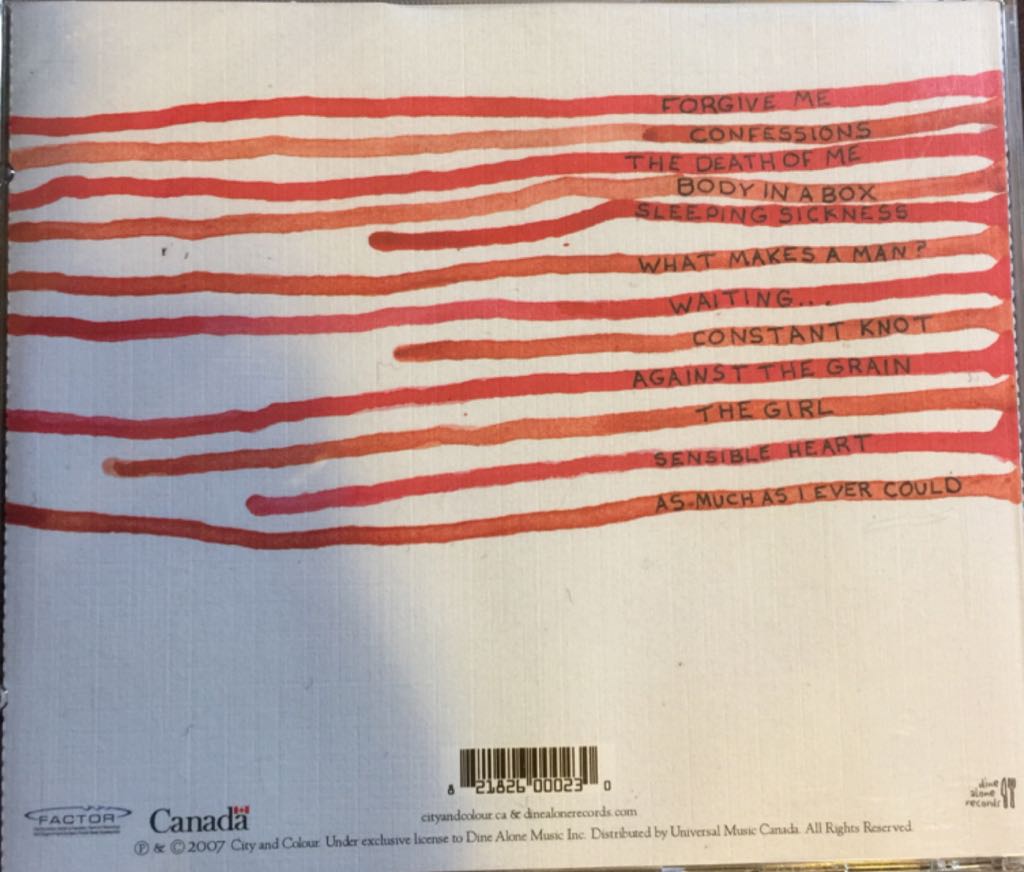 FORGIVE ME
CONFESSIONS
THE DEATH OF ME
BODY IN A BOX
SLEEPING SICKNESS
WHAT MAKES A MAN?
WAITING...
CONSTANT KNOT
AGAINST THE GRAIN
THE GIRL
SENSIBLE HEART
AS MUCH AS I EVER COULD
8 21826 00023 0
dine
alone
records
FACTOR
Canada
cityandcolour.ca & dinealonerecords.com
℗ & © 2007 City and Colour. Under exclusive license to Dine Alone Music Inc. Distributed by Universal Music Canada. All Rights Reserved.